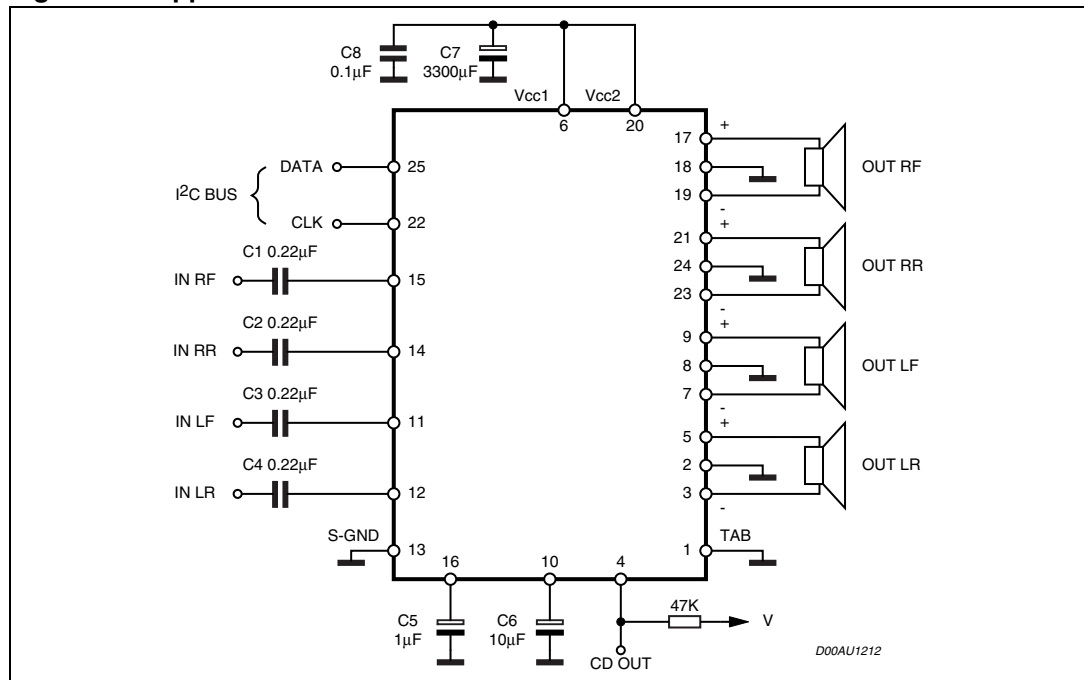 C8
0.1μF
C7
3300μF
Vcc1
Vcc2
6
20
I²C BUS
DATA
25
CLK
22
C1 0.22μF
IN RF
15
C2 0.22μF
IN RR
14
C3 0.22μF
IN LF
11
C4 0.22μF
IN LR
12
S-GND
13
17
+
18
19
-
OUT RF
+
21
24
23
-
OUT RR
+
9
8
7
-
OUT LF
+
5
2
3
-
OUT LR
1
TAB
16
10
4
C5
1μF
C6
10μF
47K
V
CD OUT
D00AU1212